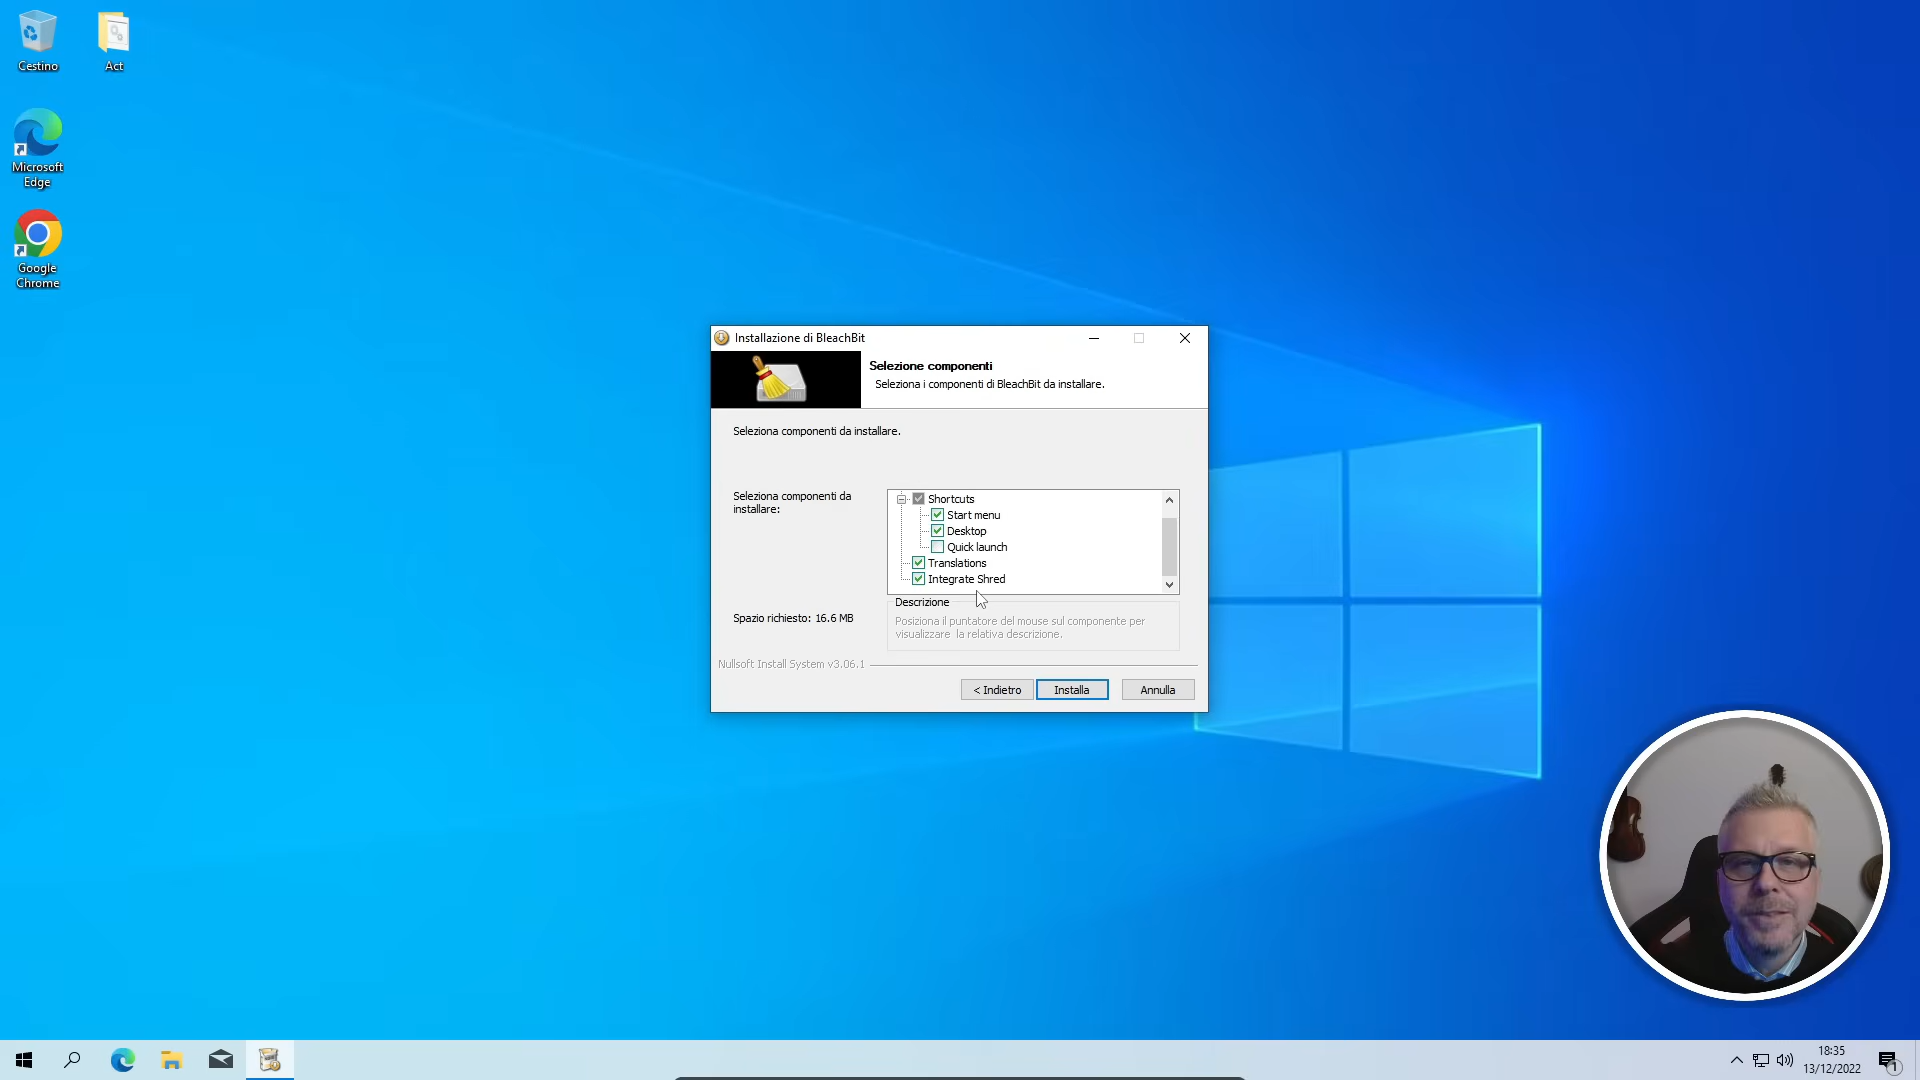 Cestino
Act
Microsoft
Edge
Google
Chrome
Installazione di BleachBit
Selezione componenti
Seleziona i componenti di BleachBit da installare.
Seleziona componenti da installare.
Seleziona componenti da
installare:
Shortcuts
Start menu
Desktop
Quick launch
Translations
Integrate Shred
Spazio richiesto: 16.6 MB
Descrizione
Posiziona il puntatore del mouse sul componente per
visualizzare la relativa descrizione.
Nullsoft Install System v3.06.1
< Indietro
Installa
Annulla
18:35
13/12/2022
1